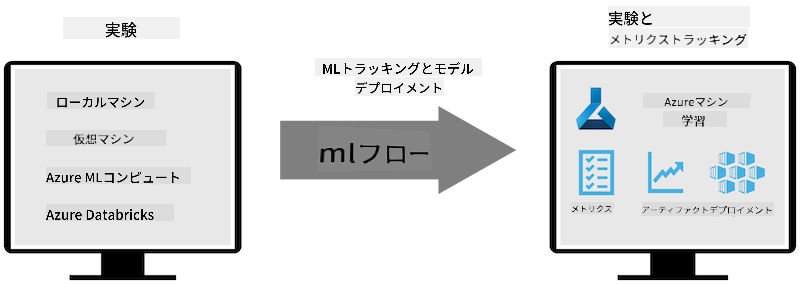 実験
ローカルマシン
仮想マシン
Azure MLコンピュート
Azure Databricks
MLトラッキングとモデル
デプロイメント
mlフロー
実験と
メトリクストラッキング
Azureマシン
学習
メトリクス
アーティファクトデプロイメント